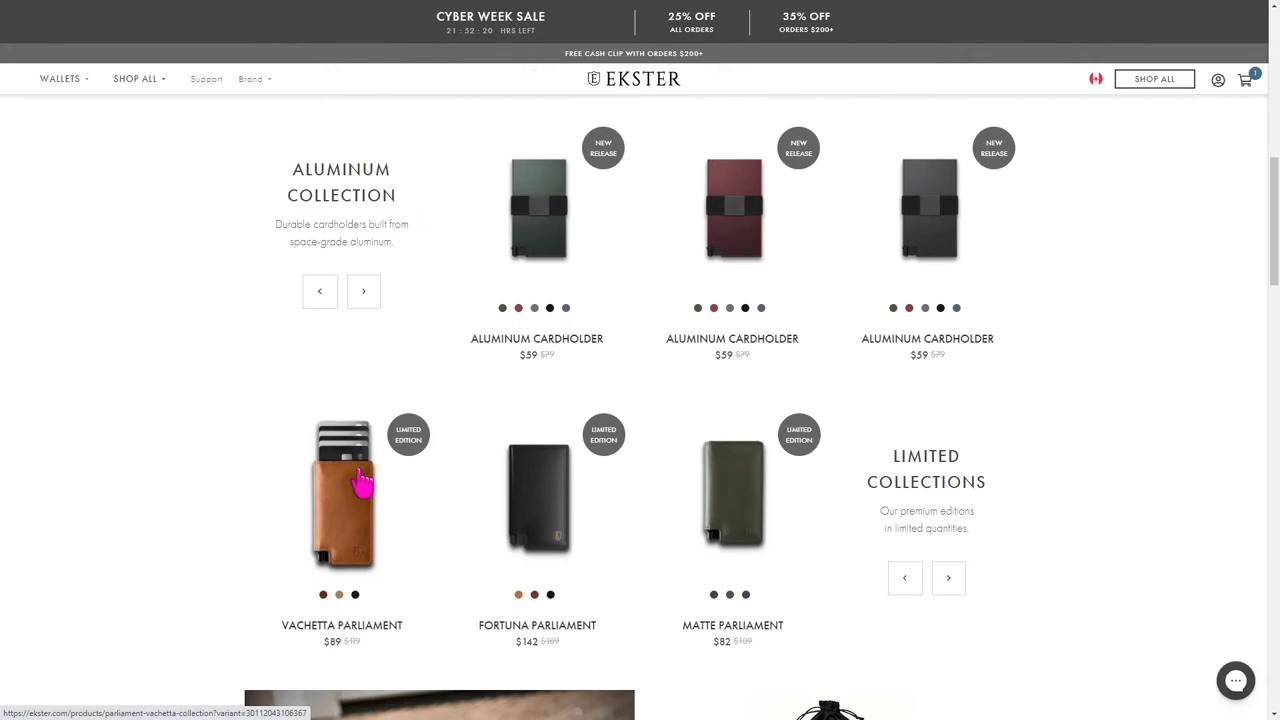 CYBER WEEK SALE
21 : 52 : 20 HRS LEFT
25% OFF
ALL ORDERS
35% OFF
ORDERS $200+
FREE CASH CLIP WITH ORDERS $200+
WALLETS
SHOP ALL
Support
Brand
EKSTER
SHOP ALL
1
ALUMINUM
COLLECTION
Durable cardholders built from
space-grade aluminum.
NEW
RELEASE
NEW
RELEASE
NEW
RELEASE
ALUMINUM CARDHOLDER
$59 $79
ALUMINUM CARDHOLDER
$59 $79
ALUMINUM CARDHOLDER
$59 $79
LIMITED
EDITION
LIMITED
EDITION
LIMITED
EDITION
VACHETTA PARLIAMENT
$89 $119
FORTUNA PARLIAMENT
$142 $189
MATTE PARLIAMENT
$82 $109
LIMITED
COLLECTIONS
Our premium editions
in limited quantities.
https://ekster.com/products/parliament-vachetta-collection?variant=30112043106367